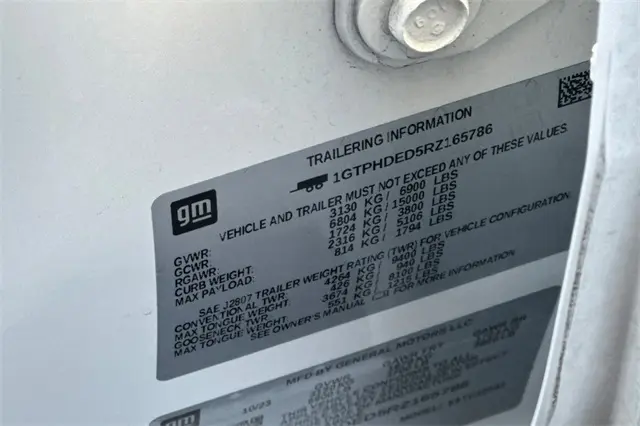 TRAILERING INFORMATION
1GTPHDED5RZ165786
gm VEHICLE AND TRAILER MUST NOT EXCEED ANY OF THESE VALUES.
GVWR: 3130 KG / 6900 LBS
GCWR: 6804 KG / 15000 LBS
RGAWR: 1724 KG / 3800 LBS
CURB WEIGHT: 2316 KG / 5106 LBS
MAX PAYLOAD: 814 KG / 1794 LBS
SAE J2807 TRAILER WEIGHT RATING (TWR) FOR VEHICLE CONFIGURATION
CONVENTIONAL TWR: 4264 KG / 9400 LBS
MAX TONGUE WEIGHT: 426 KG / 940 LBS
GOOSENECK TWR: 3674 KG / 8100 LBS
MAX TONGUE WEIGHT: 551 KG / 1215 LBS
SEE OWNER'S MANUAL FOR MORE INFORMATION
MFD BY GENERAL MOTORS LLC
10/23
gm